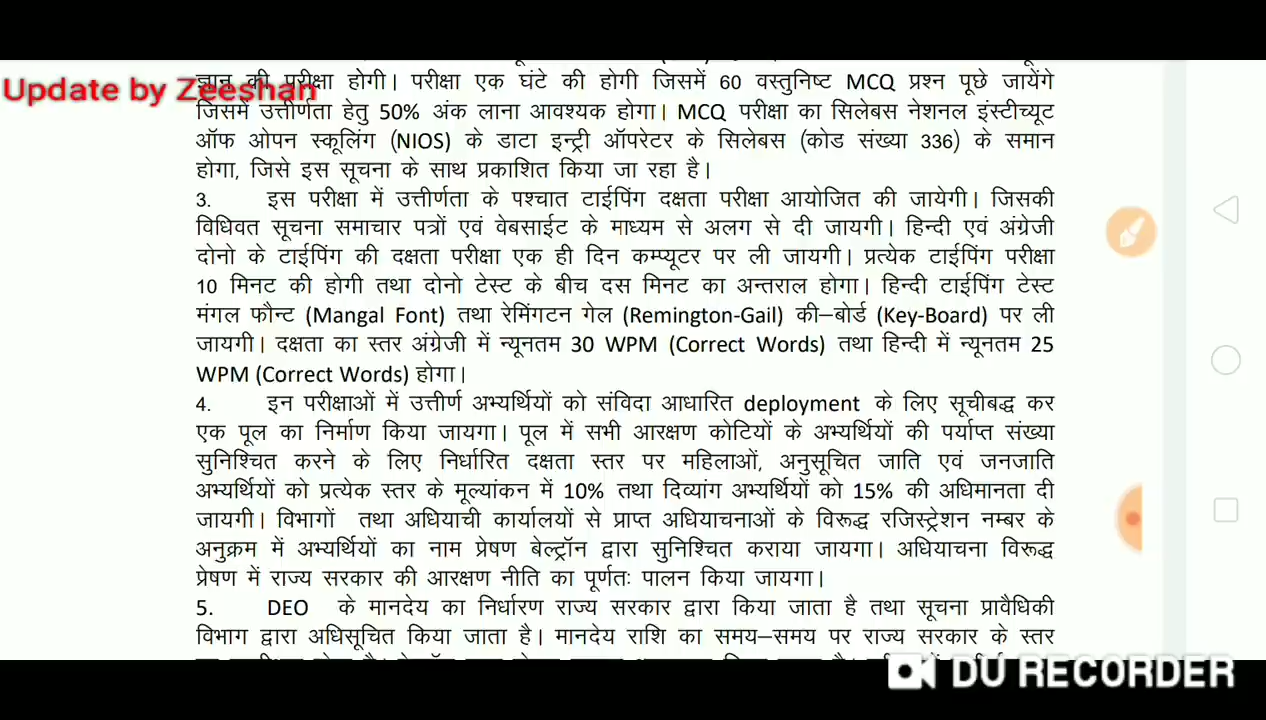 Update by Zeeshan
ज्ञान की परीक्षा होगी। परीक्षा एक घंटे की होगी जिसमें 60 वस्तुनिष्ट MCQ प्रश्न पूछे जायेंगे
जिसमें उत्तीर्णता हेतु 50% अंक लाना आवश्यक होगा। MCQ परीक्षा का सिलेबस नेशनल इंस्टीच्यूट
ऑफ ओपन स्कूलिंग (NIOS) के डाटा इन्ट्री ऑपरेटर के सिलेबस (कोड संख्या 336) के समान
होगा, जिसे इस सूचना के साथ प्रकाशित किया जा रहा है।
3. इस परीक्षा में उत्तीर्णता के पश्चात टाईपिंग दक्षता परीक्षा आयोजित की जायेगी। जिसकी
विधिवत सूचना समाचार पत्रों एवं वेबसाईट के माध्यम से अलग से दी जायगी। हिन्दी एवं अंग्रेजी
दोनो के टाईपिंग की दक्षता परीक्षा एक ही दिन कम्प्यूटर पर ली जायगी। प्रत्येक टाईपिंग परीक्षा
10 मिनट की होगी तथा दोनो टेस्ट के बीच दस मिनट का अन्तराल होगा। हिन्दी टाईपिंग टेस्ट
मंगल फौन्ट (Mangal Font) तथा रेमिंगटन गेल (Remington-Gail) की–बोर्ड (Key-Board) पर ली
जायगी। दक्षता का स्तर अंग्रेजी में न्यूनतम 30 WPM (Correct Words) तथा हिन्दी में न्यूनतम 25
WPM (Correct Words) होगा।
4. इन परीक्षाओं में उत्तीर्ण अभ्यर्थियों को संविदा आधारित deployment के लिए सूचीबद्ध कर
एक पूल का निर्माण किया जायगा। पूल में सभी आरक्षण कोटियों के अभ्यर्थियों की पर्याप्त संख्या
सुनिश्चित करने के लिए निर्धारित दक्षता स्तर पर महिलाओं, अनुसूचित जाति एवं जनजाति
अभ्यर्थियों को प्रत्येक स्तर के मूल्यांकन में 10% तथा दिव्यांग अभ्यर्थियों को 15% की अधिमानता दी
जायगी। विभागों तथा अधियाची कार्यालयों से प्राप्त अधियाचनाओं के विरूद्ध रजिस्ट्रेशन नम्बर के
अनुक्रम में अभ्यर्थियों का नाम प्रेषण बेल्ट्रॉन द्वारा सुनिश्चित कराया जायगा। अधियाचना विरूद्ध
प्रेषण में राज्य सरकार की आरक्षण नीति का पूर्णतः पालन किया जायगा।
5. DEO के मानदेय का निर्धारण राज्य सरकार द्वारा किया जाता है तथा सूचना प्रावैधिकी
विभाग द्वारा अधिसूचित किया जाता है। मानदेय राशि का समय–समय पर राज्य सरकार के स्तर
DU RECORDER